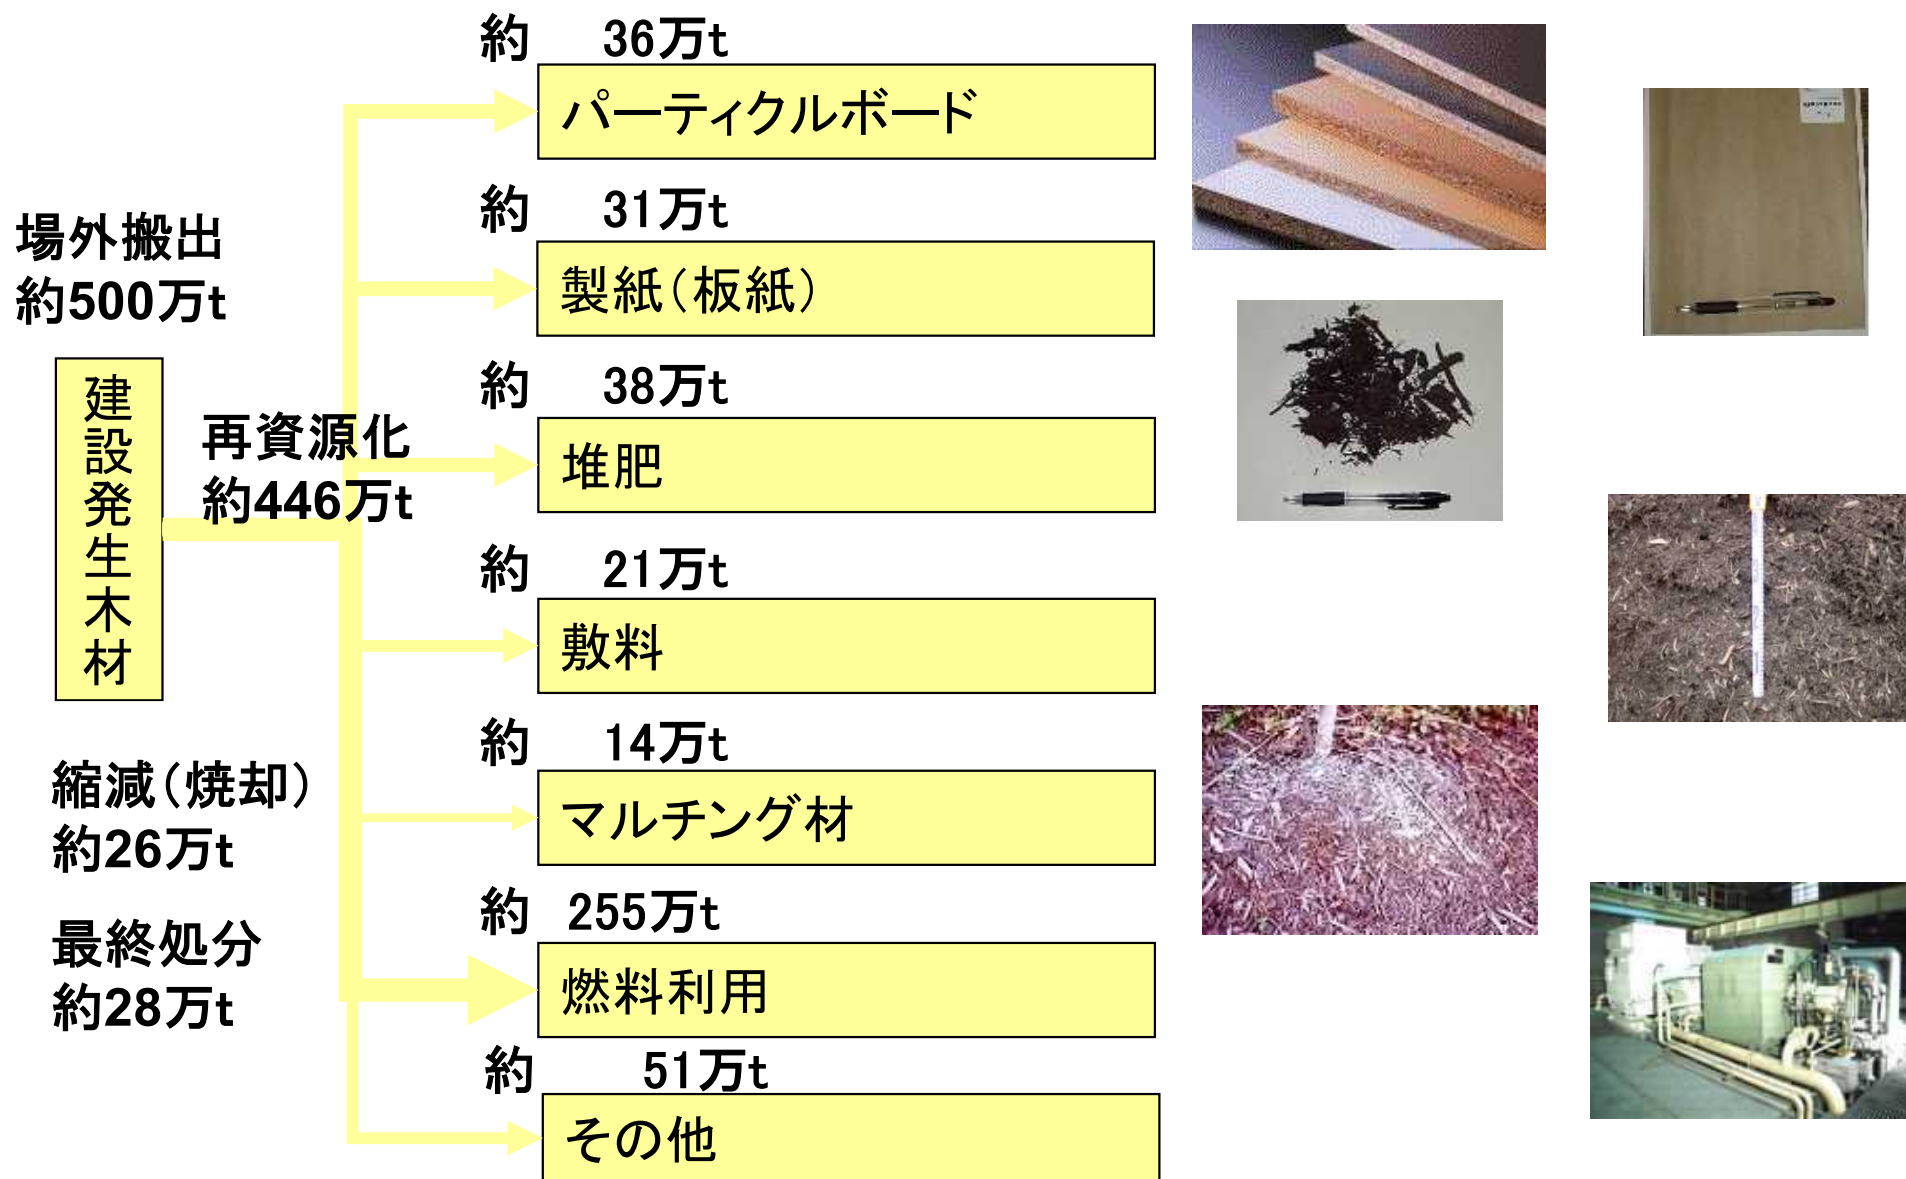 場外搬出
約500万t
建設発生木材
再資源化
約446万t
縮減（焼却）
約26万t
最終処分
約28万t
約 36万t
パーティクルボード
約 31万t
製紙（板紙）
約 38万t
堆肥
約 21万t
敷料
約 14万t
マルチング材
約 255万t
燃料利用
約 51万t
その他